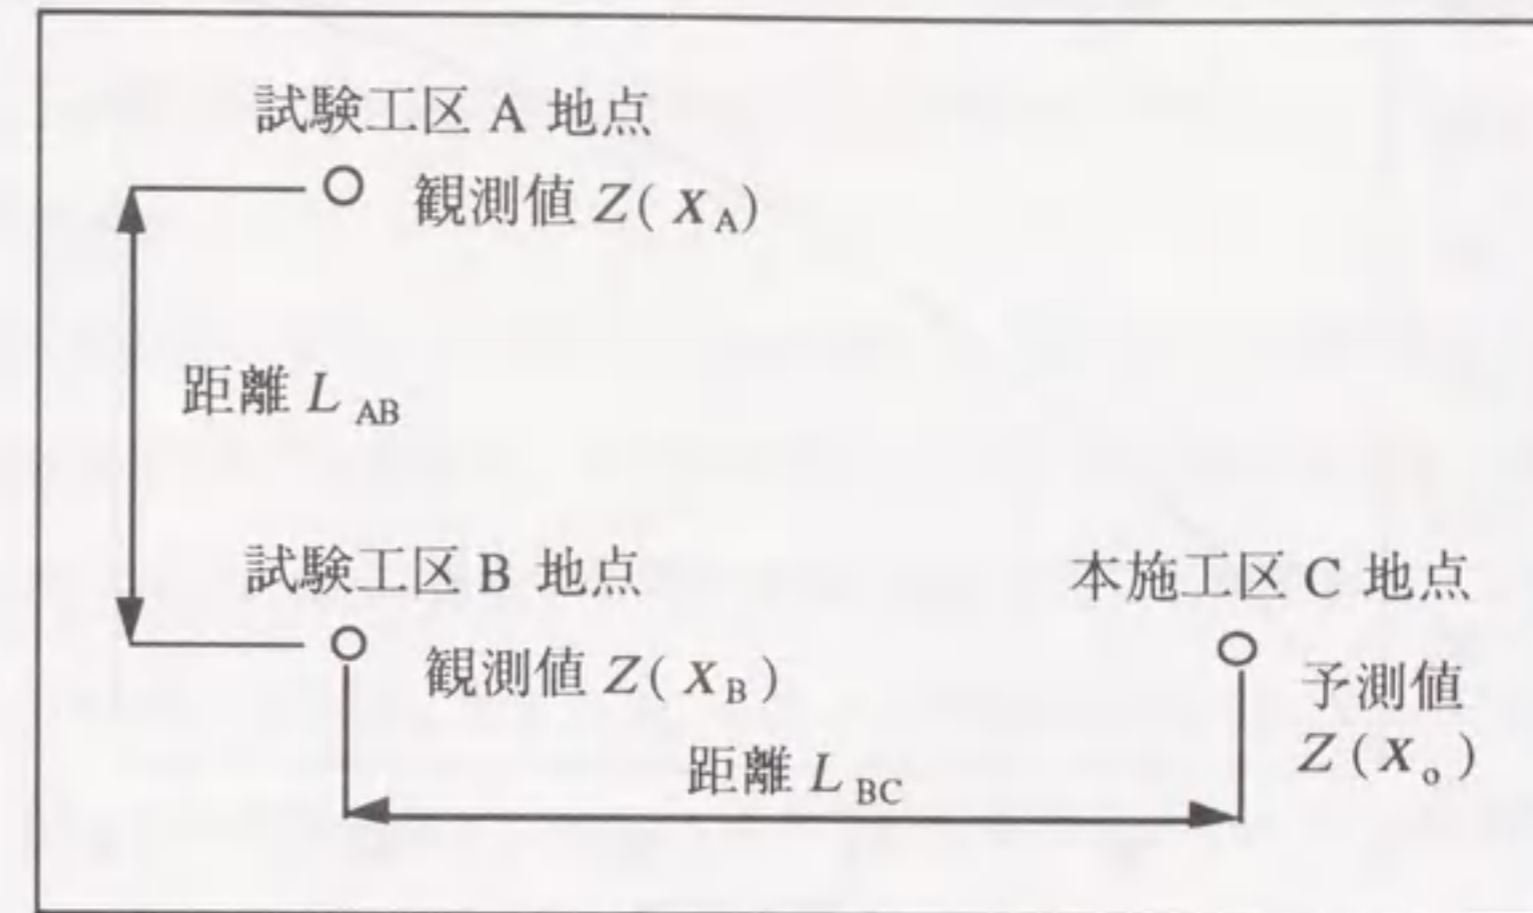 試験工区 A 地点
観測値 Z( X_A)
距離 L_AB
試験工区 B 地点
観測値 Z( X_B )
本施工区 C 地点
予測値
Z ( X_o )
距離 L_BC